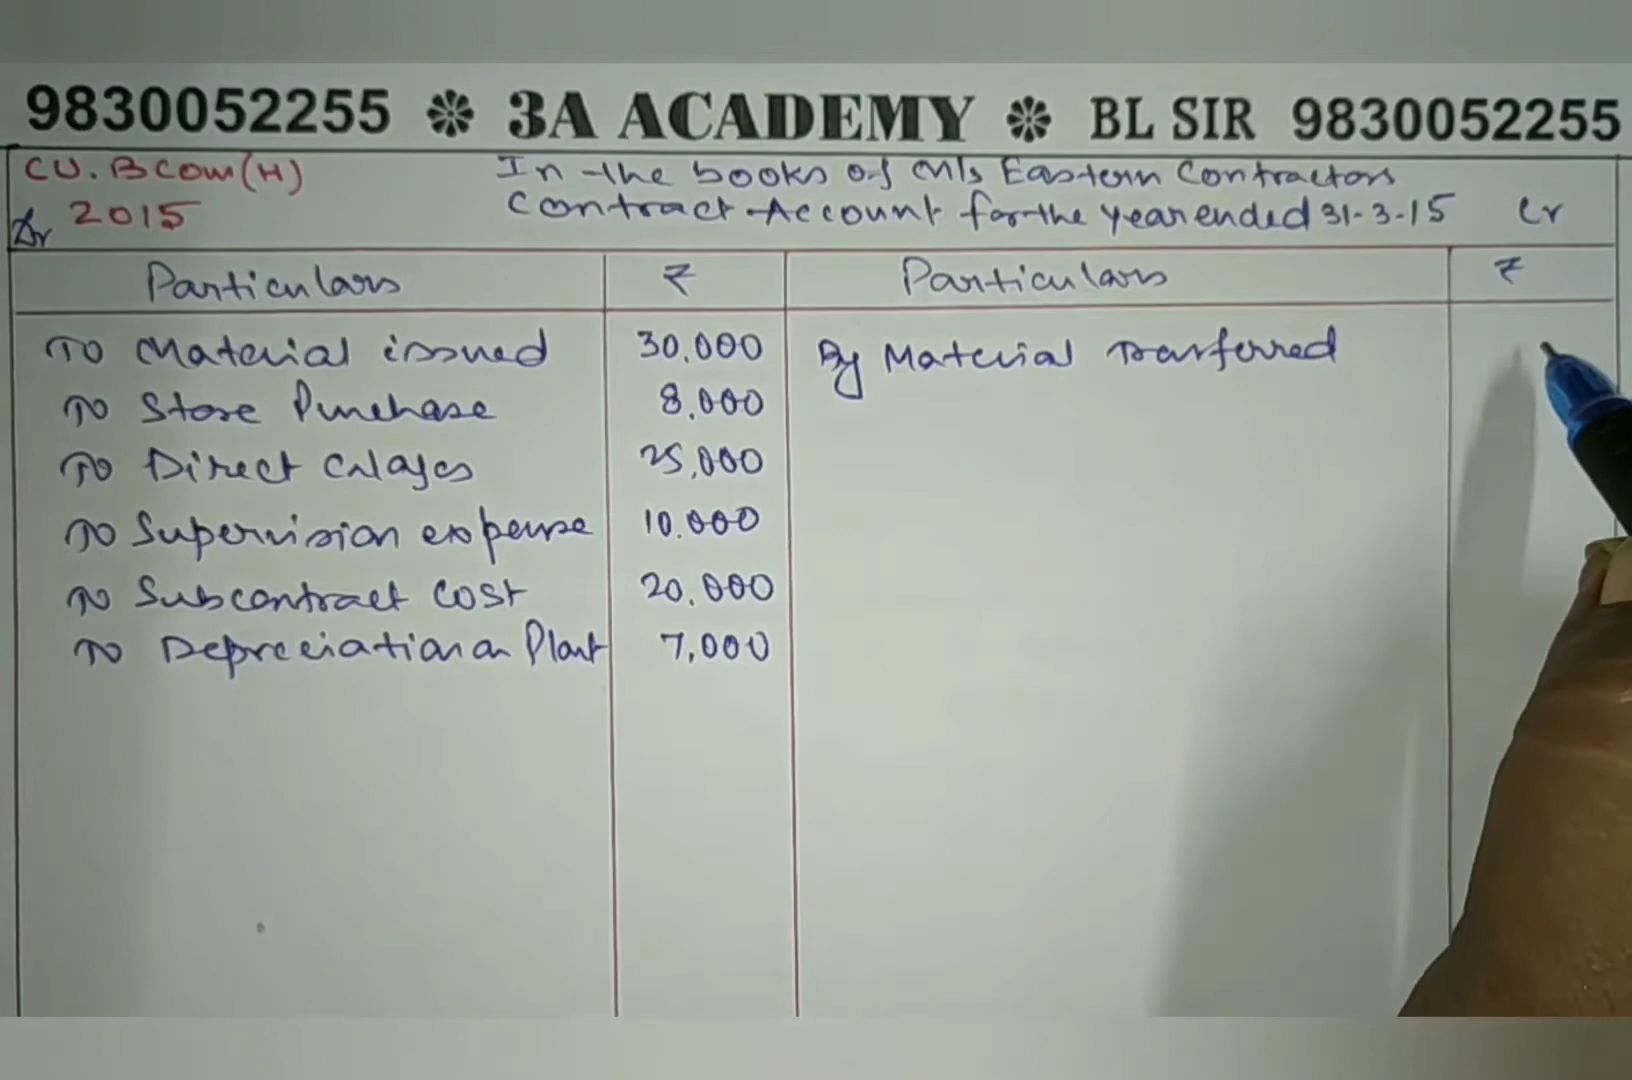 9830052255 ❋ 3A ACADEMY ❋ BL SIR 9830052255
CU. BCom(H)
2015
In the books of M/s Eastern Contractors
Contract Account for the year ended 31-3-15
Dr
Cr
Particulars ₹ Particulars ₹
To Material issued 30,000 By Material Transferred
To Store Purchase 8,000
To Direct Wages 25,000
To Supervision expense 10,000
To Subcontract Cost 20,000
To Depreciation on Plant 7,000